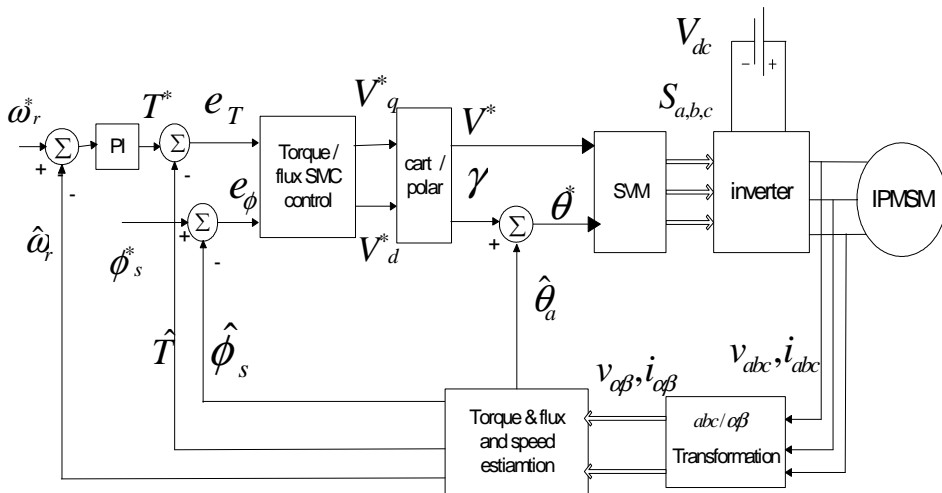 V_dc
S_a,b,c
ω*_r
T*
e_T
V*_q
V*
Σ
PI
Σ
+
-
-
Torque /
flux SMC
control
cart /
polar
SVM
inverter
IPMSM
e_ϕ
Σ
+
-
γ
Σ
+
θ*
ω̂_r
ϕ*_s
V*_d
θ̂_a
T̂
ϕ̂_s
v_αβ,i_αβ
v_abc,i_abc
Torque & flux
and speed
estiamtion
abc/αβ
Transformation
- +